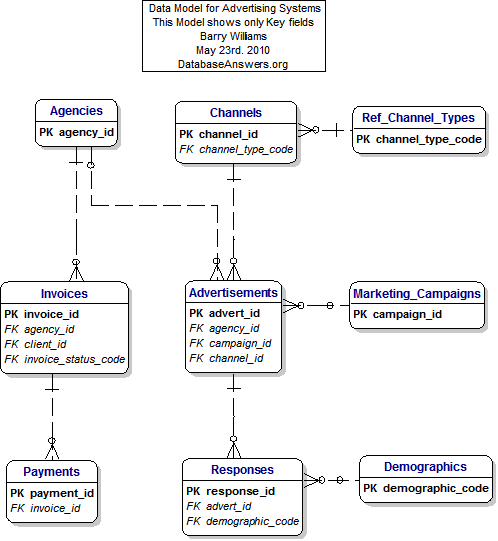 Data Model for Advertising Systems
This Model shows only Key fields
Barry Williams
May 23rd. 2010
DatabaseAnswers.org
Agencies
PK agency_id
Channels
PK channel_id
FK channel_type_code
Ref_Channel_Types
PK channel_type_code
Invoices
PK invoice_id
FK agency_id
FK client_id
FK invoice_status_code
Advertisements
PK advert_id
FK agency_id
FK campaign_id
FK channel_id
Marketing_Campaigns
PK campaign_id
Payments
PK payment_id
FK invoice_id
Responses
PK response_id
FK advert_id
FK demographic_code
Demographics
PK demographic_code